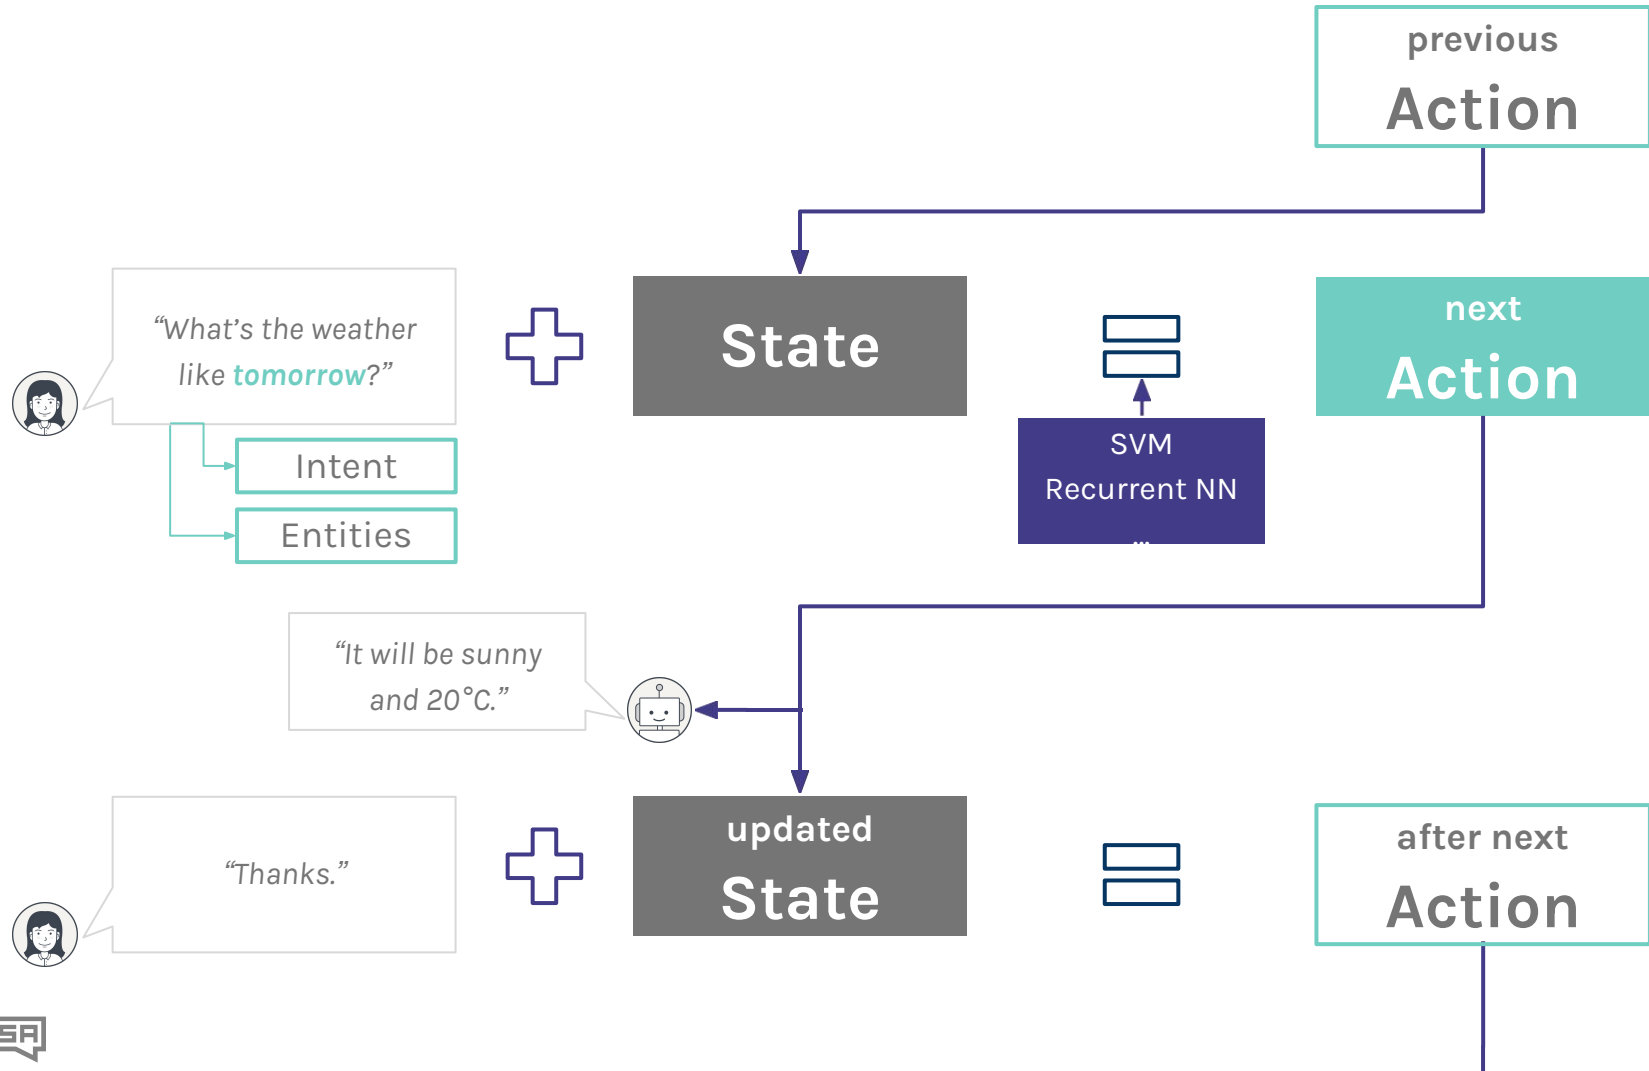 previous
Action
“What’s the weather
like tomorrow?”
State
next
Action
SVM
Recurrent NN
...
Intent
Entities
“It will be sunny
and 20°C.”
“Thanks.”
updated
State
after next
Action
SA